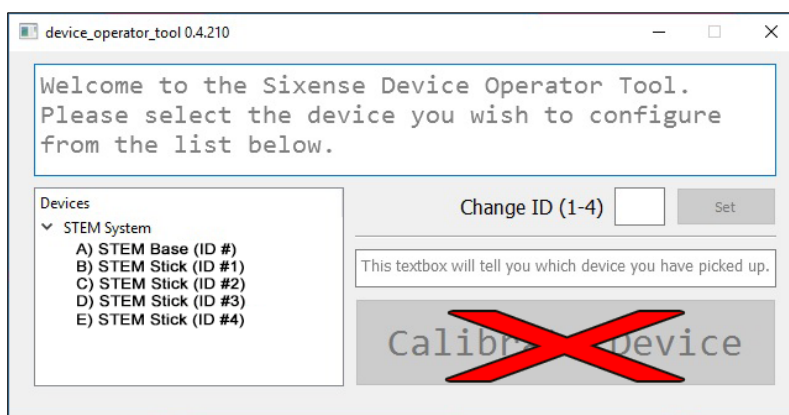 device_operator_tool 0.4.210
Welcome to the Sixense Device Operator Tool.
Please select the device you wish to configure
from the list below.
Devices
STEM System
A) STEM Base (ID #)
B) STEM Stick (ID #1)
C) STEM Stick (ID #2)
D) STEM Stick (ID #3)
E) STEM Stick (ID #4)
Change ID (1-4)
Set
This textbox will tell you which device you have picked up.
Calibrate Device